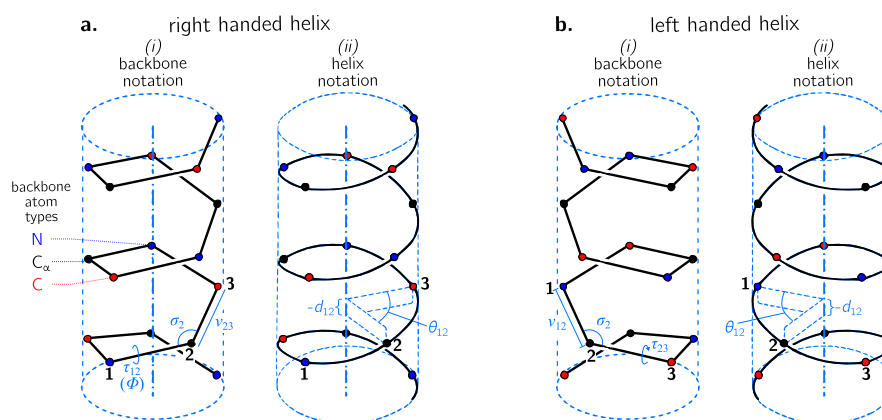 a. right handed helix
(i)
backbone
notation
(ii)
helix
notation
backbone
atom
types
N
Cα
C
1
2
3
τ12
(Φ)
σ2
ν23
1
2
3
-d12
θ12
b. left handed helix
(i)
backbone
notation
(ii)
helix
notation
1
2
3
ν12
σ2
τ23
1
2
3
-d12
θ12